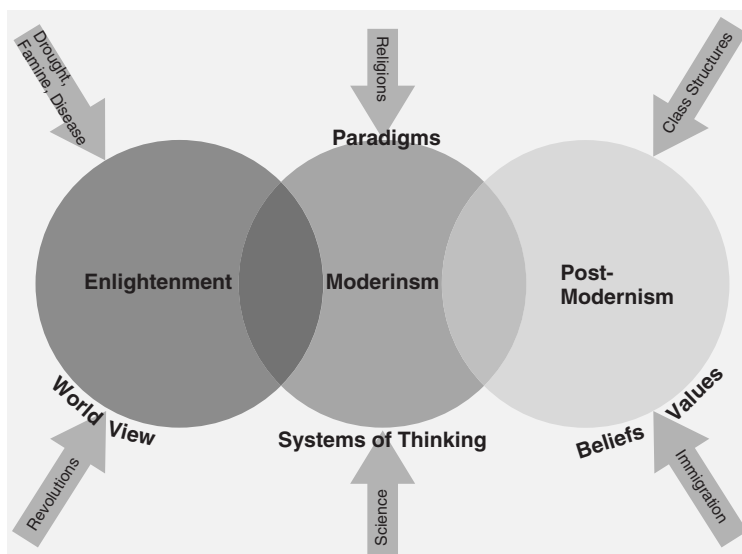 Drought,
Famine, Disease
Religions
Class Structures
Paradigms
Enlightenment
Moderinsm
Post-
Modernism
World View
Systems of Thinking
Beliefs Values
Revolutions
Science
Immigration